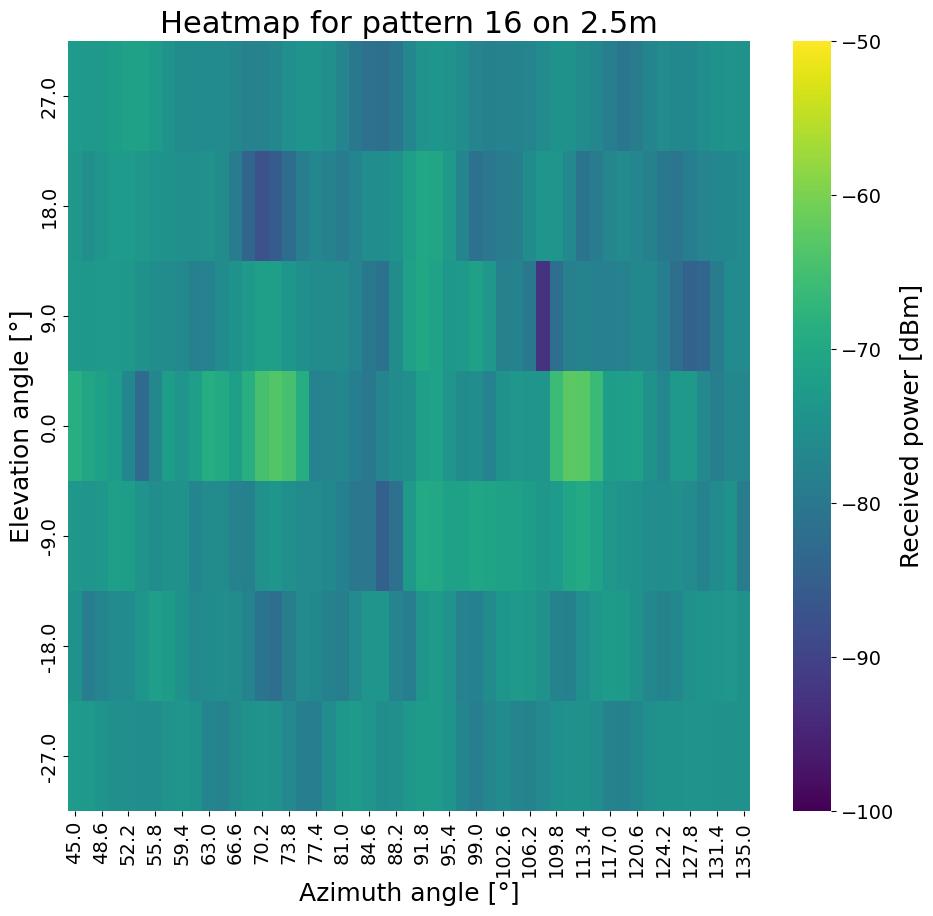 Heatmap for pattern 16 on 2.5m
Elevation angle [°]
27.0
18.0
9.0
0.0
-9.0
-18.0
-27.0
45.0 48.6 52.2 55.8 59.4 63.0 66.6 70.2 73.8 77.4 81.0 84.6 88.2 91.8 95.4 99.0 102.6 106.2 109.8 113.4 117.0 120.6 124.2 127.8 131.4 135.0
Azimuth angle [°]
−50
−60
−70
−80
−90
−100
Received power [dBm]